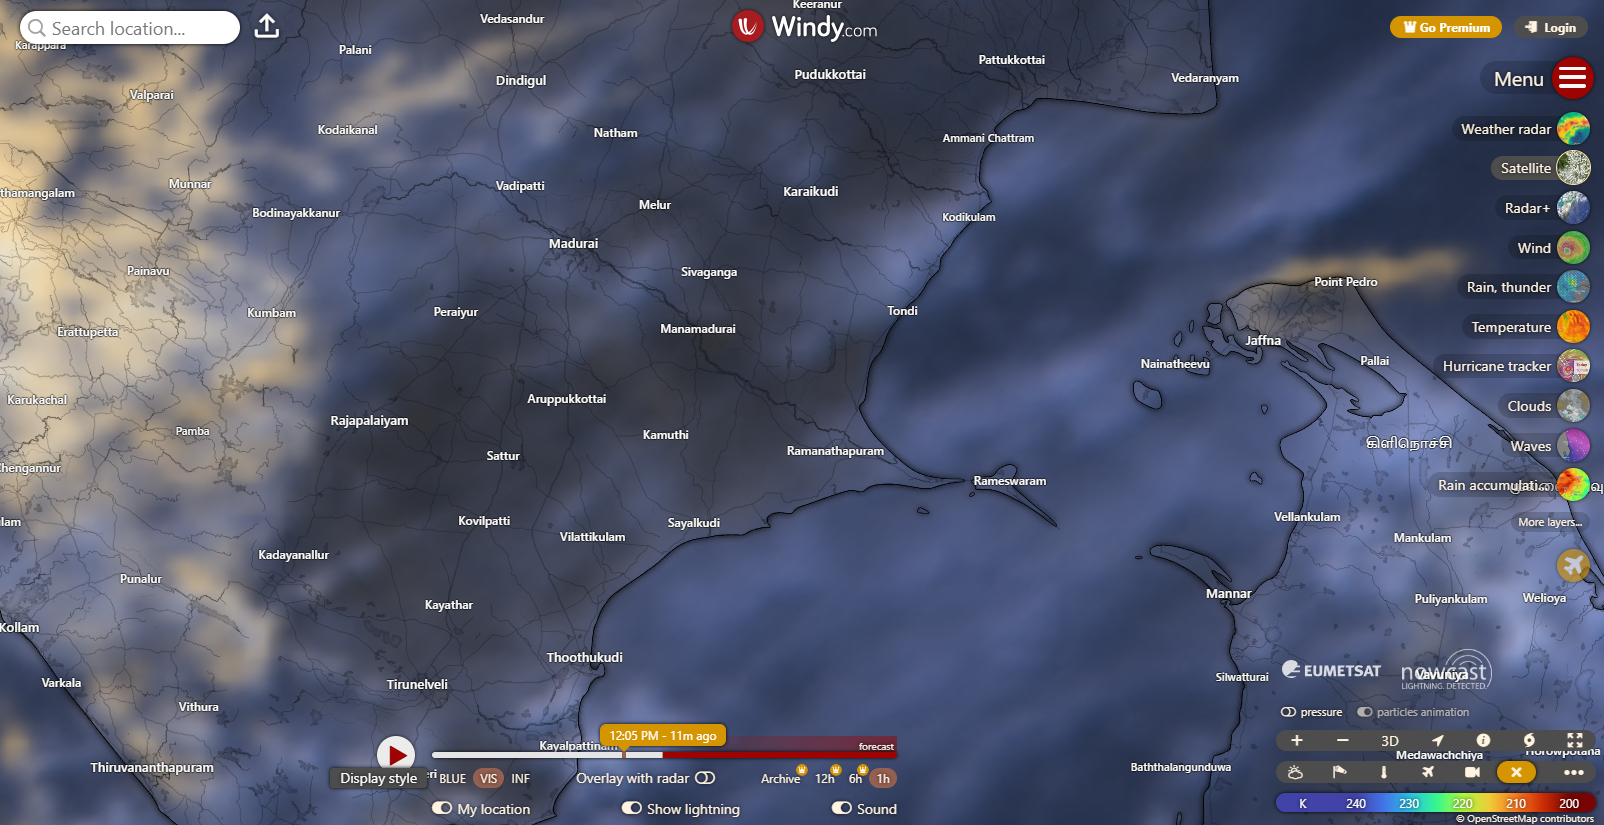 Search location...
Windy.com
Go Premium
Login
Menu
Weather radar
Satellite
Radar+
Wind
Rain, thunder
Temperature
Hurricane tracker
Clouds
Waves
Rain accumulati...
More layers...
Keeranur
Vedasandur
Karappara
Palani
Dindigul
Pudukkottai
Pattukkottai
Vedaranyam
Valparai
Kodaikanal
Natham
Ammani Chattram
Munnar
thamangalam
Vadipatti
Karaikudi
Bodinayakkanur
Melur
Kodikulam
Madurai
Painavu
Sivaganga
Point Pedro
Kumbam
Peraiyur
Tondi
Erattupetta
Manamadurai
Jaffna
Nainatheevu
Pallai
Karukachal
Aruppukkottai
Rajapalaiyam
Pamba
Kamuthi
கிளிநொச்சி
Sattur
Ramanathapuram
Chengannur
Rameswaram
lam
Kovilpatti
Sayalkudi
Vellankulam
Vilattikulam
Mankulam
Kadayanallur
Punalur
Kayathar
Mannar
Puliyankulam
Welioya
Kollam
Thoothukudi
Varkala
Tirunelveli
Silwatturai
Vavuniya
Vithura
Kayalpattinam
Thiruvananthapuram
Baththalangunduwa
Medawachchiya
Horowpotana
EUMETSAT
nowcast
LIGHTNING. DETECTED.
pressure
particles animation
3D
12:05 PM - 11m ago
forecast
Display style
eri
BLUE
VIS
INF
Overlay with radar
Archive
12h
6h
1h
My location
Show lightning
Sound
K 240 230 220 210 200
© OpenStreetMap contributors